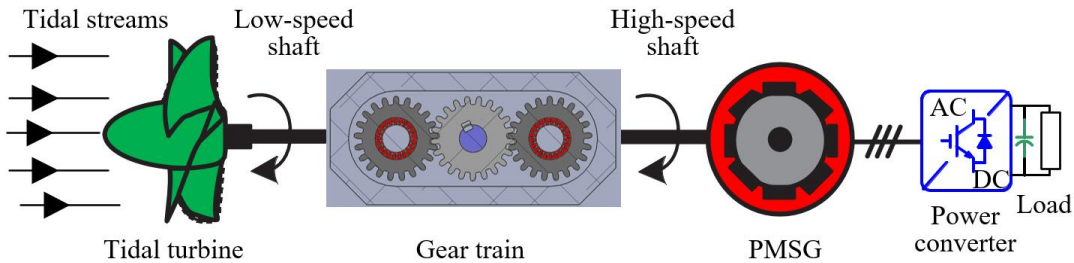 Tidal streams
Low-speed
shaft
High-speed
shaft
AC
DC
Tidal turbine
Gear train
PMSG
Power
converter
Load